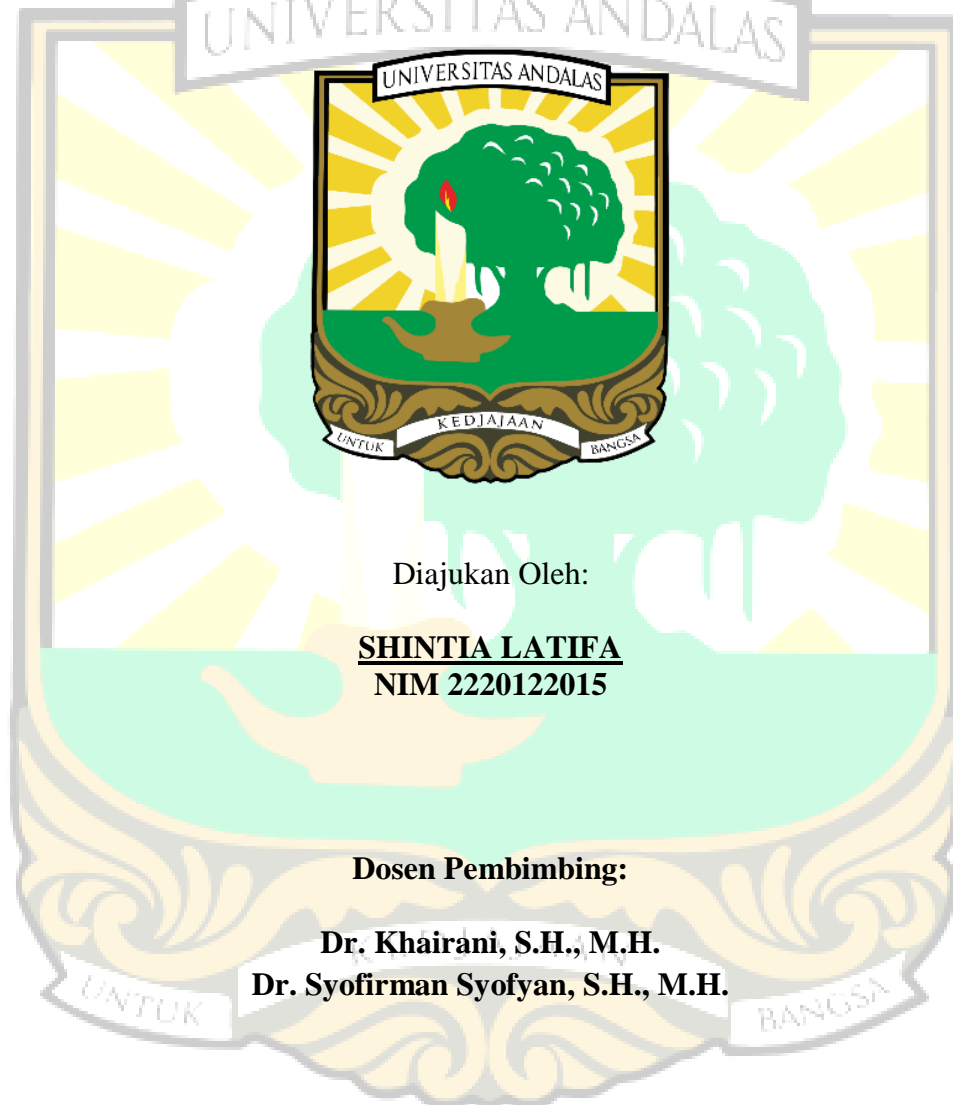 UNIVERSITAS ANDALAS
UNIVERSITAS ANDALAS
UNTUK
KEDJAJAAN
BANGSA
Diajukan Oleh:
SHINTIA LATIFA
NIM 2220122015
Dosen Pembimbing:
Dr. Khairani, S.H., M.H.
Dr. Syofirman Syofyan, S.H., M.H.
UNTUK
BANGSA